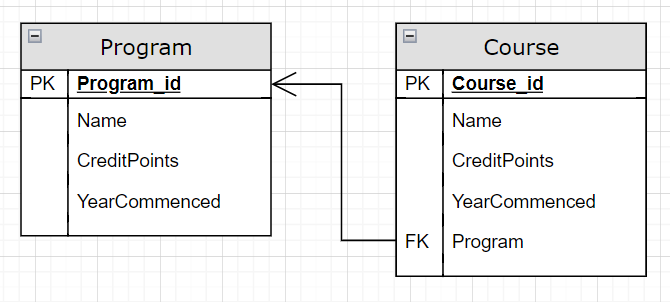 Program
PK Program_id
Name
CreditPoints
YearCommenced
Course
PK Course_id
Name
CreditPoints
YearCommenced
FK Program